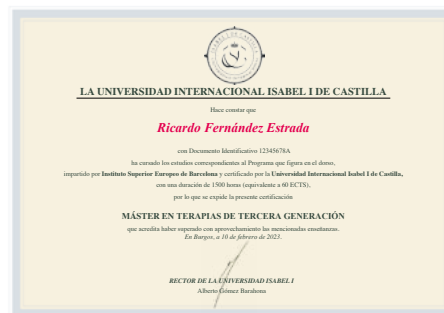 LA UNIVERSIDAD INTERNACIONAL ISABEL I DE CASTILLA
Hace constar que
Ricardo Fernández Estrada
con Documento Identificativo 12345678A
ha cursado los estudios correspondientes al Programa que figura en el dorso,
impartido por Instituto Superior Europeo de Barcelona y certificado por la Universidad Internacional Isabel I de Castilla,
con una duración de 1500 horas (equivalente a 60 ECTS),
por lo que se expide la presente certificación
MÁSTER EN TERAPIAS DE TERCERA GENERACIÓN
que acredita haber superado con aprovechamiento las mencionadas enseñanzas.
En Burgos, a 10 de febrero de 2023.
RECTOR DE LA UNIVERSIDAD ISABEL I
Alberto Gómez Barahona